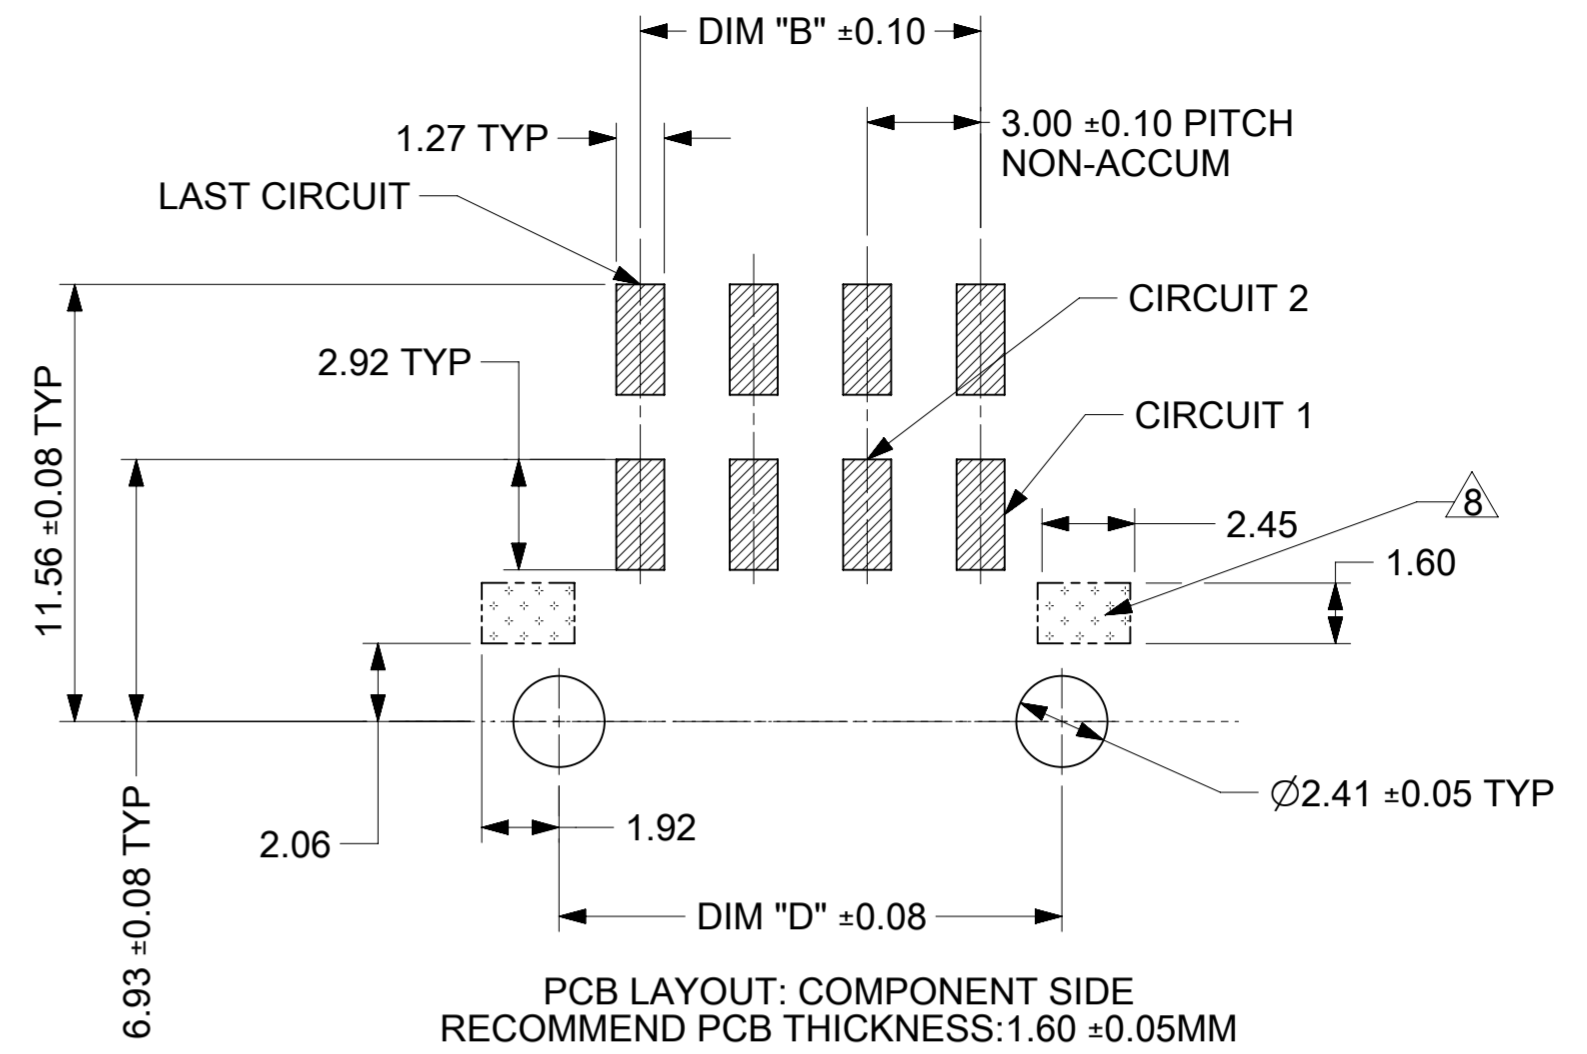 DIM "B" ±0.10
1.27 TYP
3.00 ±0.10 PITCH
NON-ACCUM
LAST CIRCUIT
CIRCUIT 2
2.92 TYP
CIRCUIT 1
11.56 ±0.08 TYP
8
2.45
1.60
6.93 ±0.08 TYP
2.06
1.92
Ø2.41 ±0.05 TYP
DIM "D" ±0.08
PCB LAYOUT: COMPONENT SIDE
RECOMMEND PCB THICKNESS:1.60 ±0.05MM